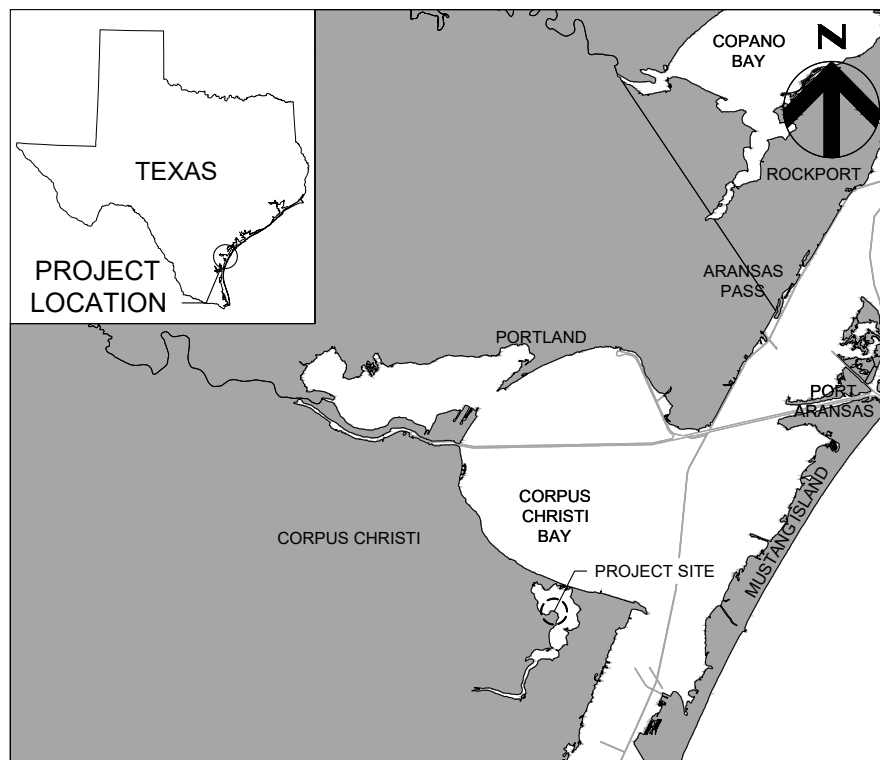 TEXAS
PROJECT
LOCATION
COPANO
BAY
N
ROCKPORT
ARANSAS
PASS
PORTLAND
PORT
ARANSAS
CORPUS
CHRISTI
BAY
MUSTANG ISLAND
CORPUS CHRISTI
PROJECT SITE